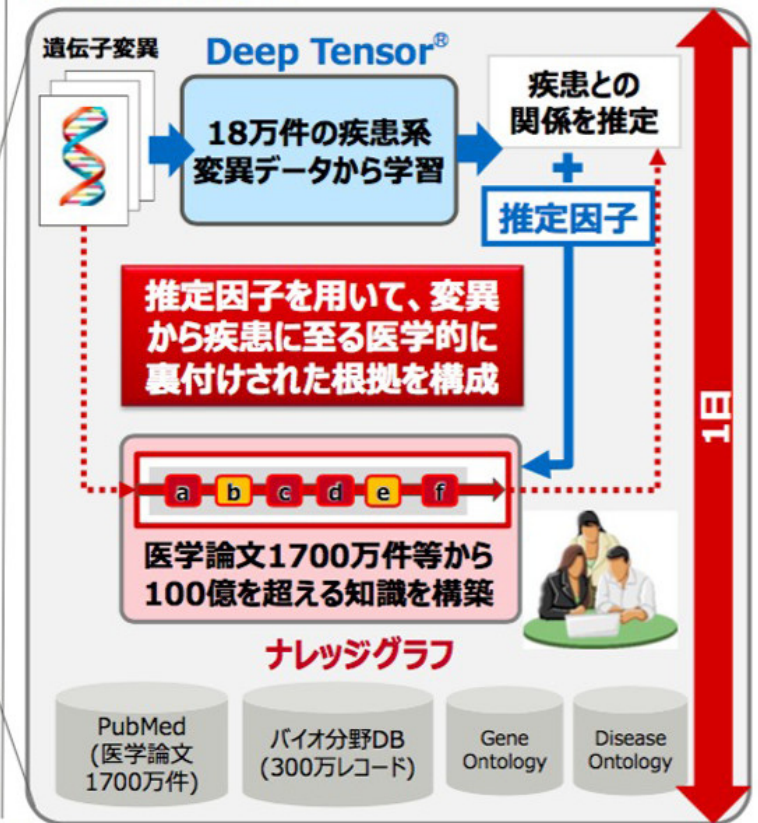 遺伝子変異
Deep Tensor®
18万件の疾患系
変異データから学習
疾患との
関係を推定
+
推定因子
推定因子を用いて、変異
から疾患に至る医学的に
裏付けされた根拠を構成
1日
a b c d e f
医学論文1700万件等から
100億を超える知識を構築
ナレッジグラフ
PubMed
(医学論文
1700万件)
バイオ分野DB
(300万レコード)
Gene
Ontology
Disease
Ontology